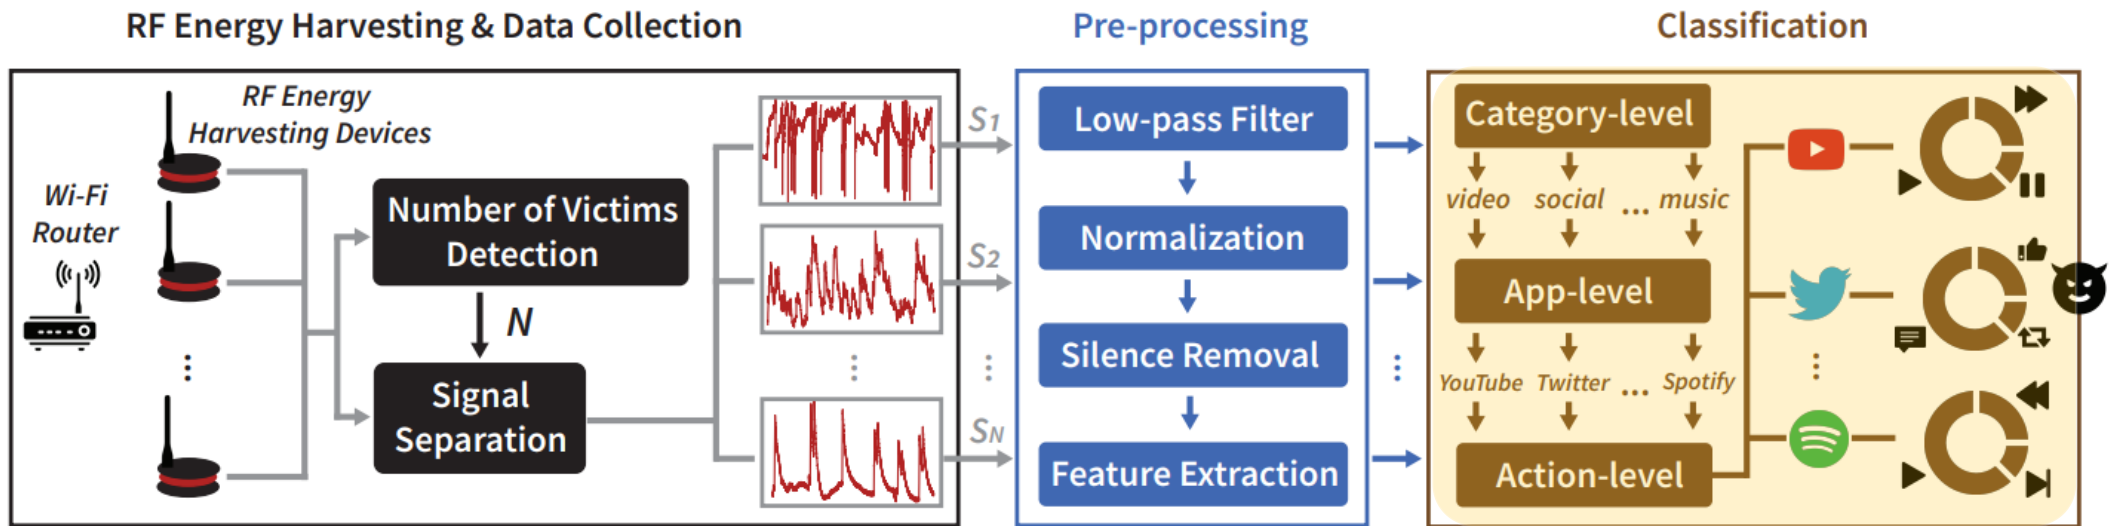 RF Energy Harvesting & Data Collection
Pre-processing
Classification
RF Energy
Harvesting Devices
Wi-Fi
Router
Number of Victims
Detection
N
Signal
Separation
S1
S2
SN
Low-pass Filter
Normalization
Silence Removal
Feature Extraction
Category-level
video social ... music
App-level
YouTube Twitter ... Spotify
Action-level